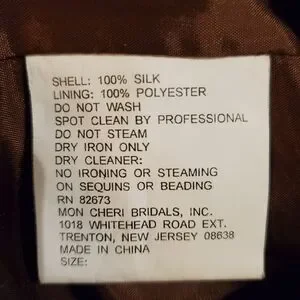 SHELL: 100% SILK
LINING: 100% POLYESTER
DO NOT WASH
SPOT CLEAN BY PROFESSIONAL
DO NOT STEAM
DRY IRON ONLY
DRY CLEANER:
NO IRONING OR STEAMING
ON SEQUINS OR BEADING
RN 82673
MON CHERI BRIDALS, INC.
1018 WHITEHEAD ROAD EXT.
TRENTON, NEW JERSEY 08638
MADE IN CHINA
SIZE: